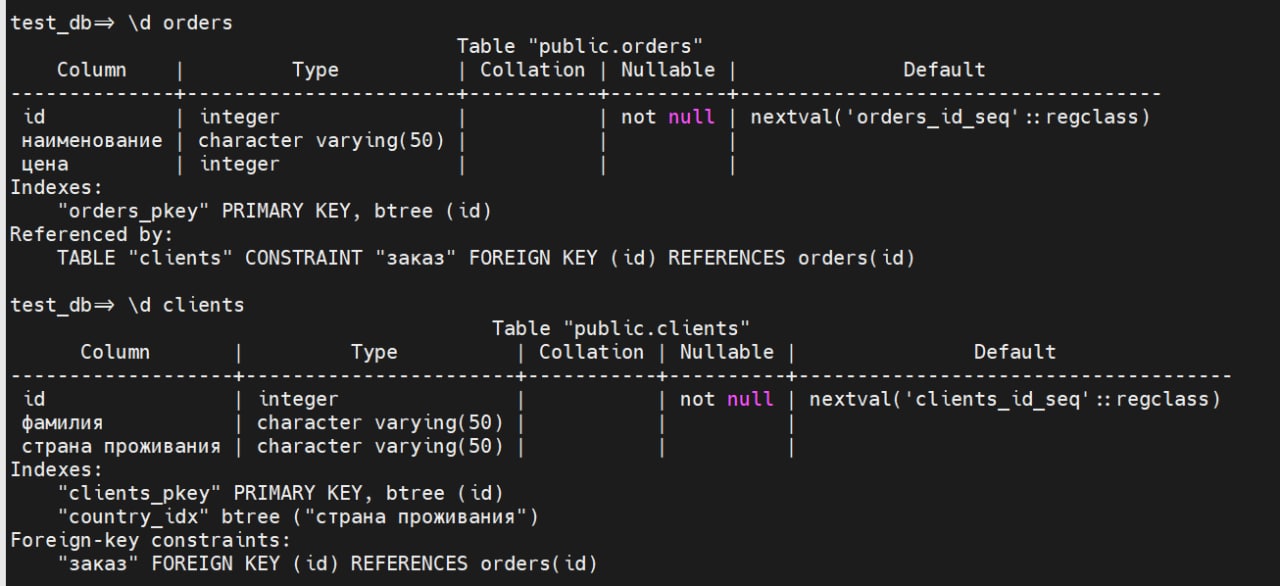 test_db=> \d orders
Table "public.orders"
Column | Type | Collation | Nullable | Default
--------------+-----------------------+-----------+----------+-----------------------------------
id | integer | | not null | nextval('orders_id_seq'::regclass)
наименование | character varying(50) | | |
цена | integer | | |
Indexes:
"orders_pkey" PRIMARY KEY, btree (id)
Referenced by:
TABLE "clients" CONSTRAINT "заказ" FOREIGN KEY (id) REFERENCES orders(id)
test_db=> \d clients
Table "public.clients"
Column | Type | Collation | Nullable | Default
-------------------+-----------------------+-----------+----------+-------------------------------------
id | integer | | not null | nextval('clients_id_seq'::regclass)
фамилия | character varying(50) | | |
страна проживания | character varying(50) | | |
Indexes:
"clients_pkey" PRIMARY KEY, btree (id)
"country_idx" btree ("страна проживания")
Foreign-key constraints:
"заказ" FOREIGN KEY (id) REFERENCES orders(id)